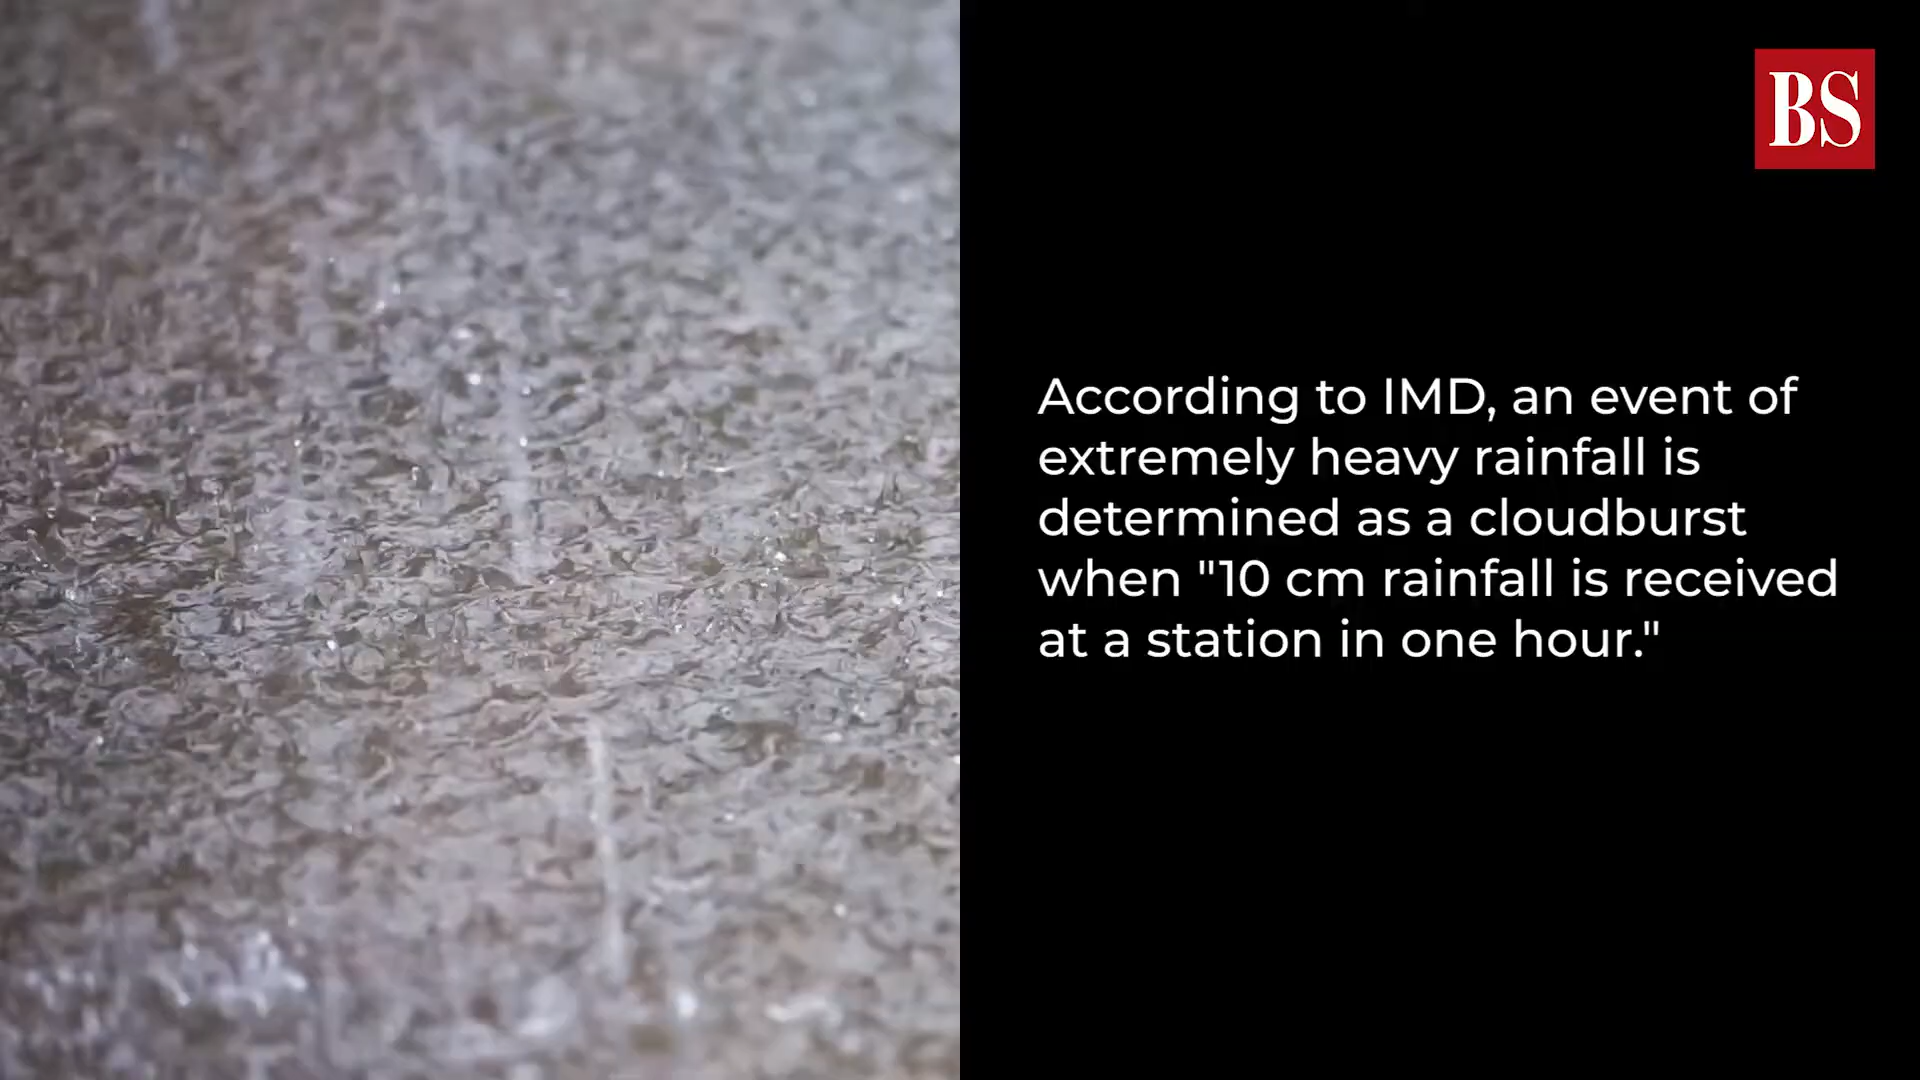 BS
According to IMD, an event of
extremely heavy rainfall is
determined as a cloudburst
when "10 cm rainfall is received
at a station in one hour."